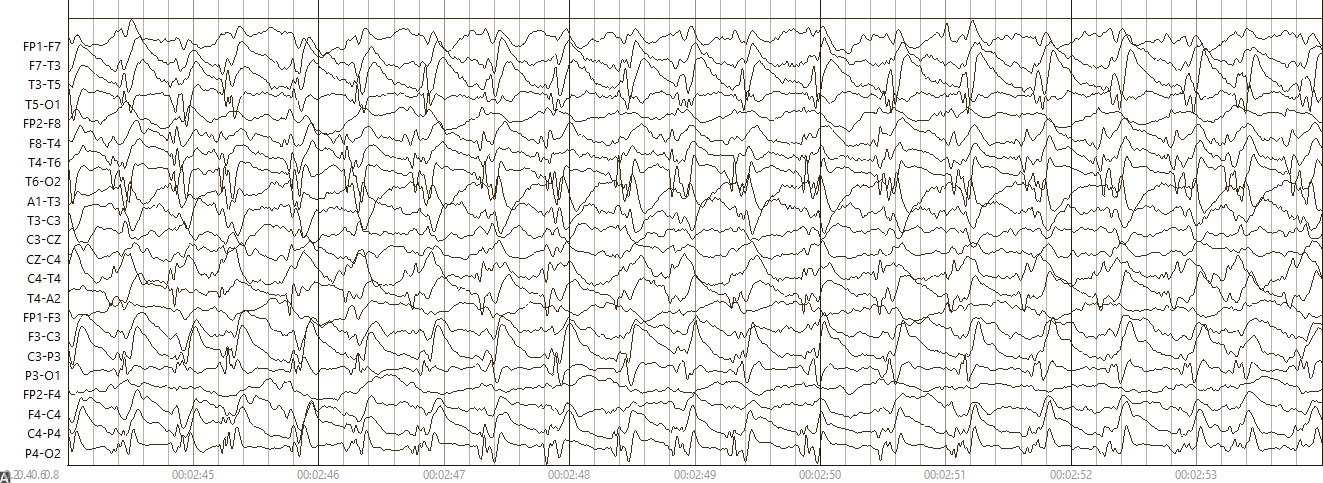 FP1-F7
F7-T3
T3-T5
T5-O1
FP2-F8
F8-T4
T4-T6
T6-O2
A1-T3
T3-C3
C3-CZ
CZ-C4
C4-T4
T4-A2
FP1-F3
F3-C3
C3-P3
P3-O1
FP2-F4
F4-C4
C4-P4
P4-O2
00:02:45 00:02:46 00:02:47 00:02:48 00:02:49 00:02:50 00:02:51 00:02:52 00:02:53